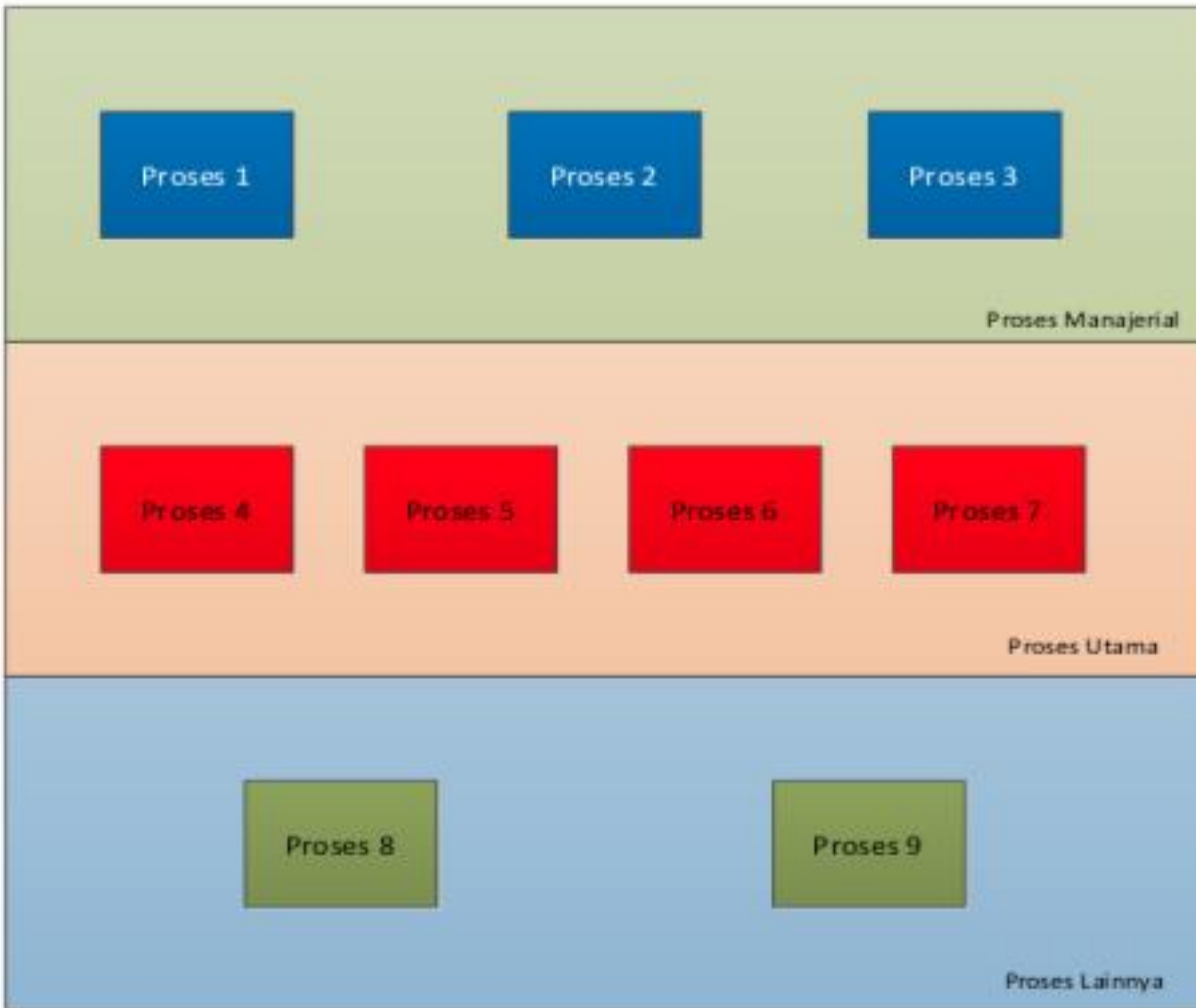 Proses 1
Proses 2
Proses 3
Proses Manajerial
Proses 4
Proses 5
Proses 6
Proses 7
Proses Utama
Proses 8
Proses 9
Proses Lainnya